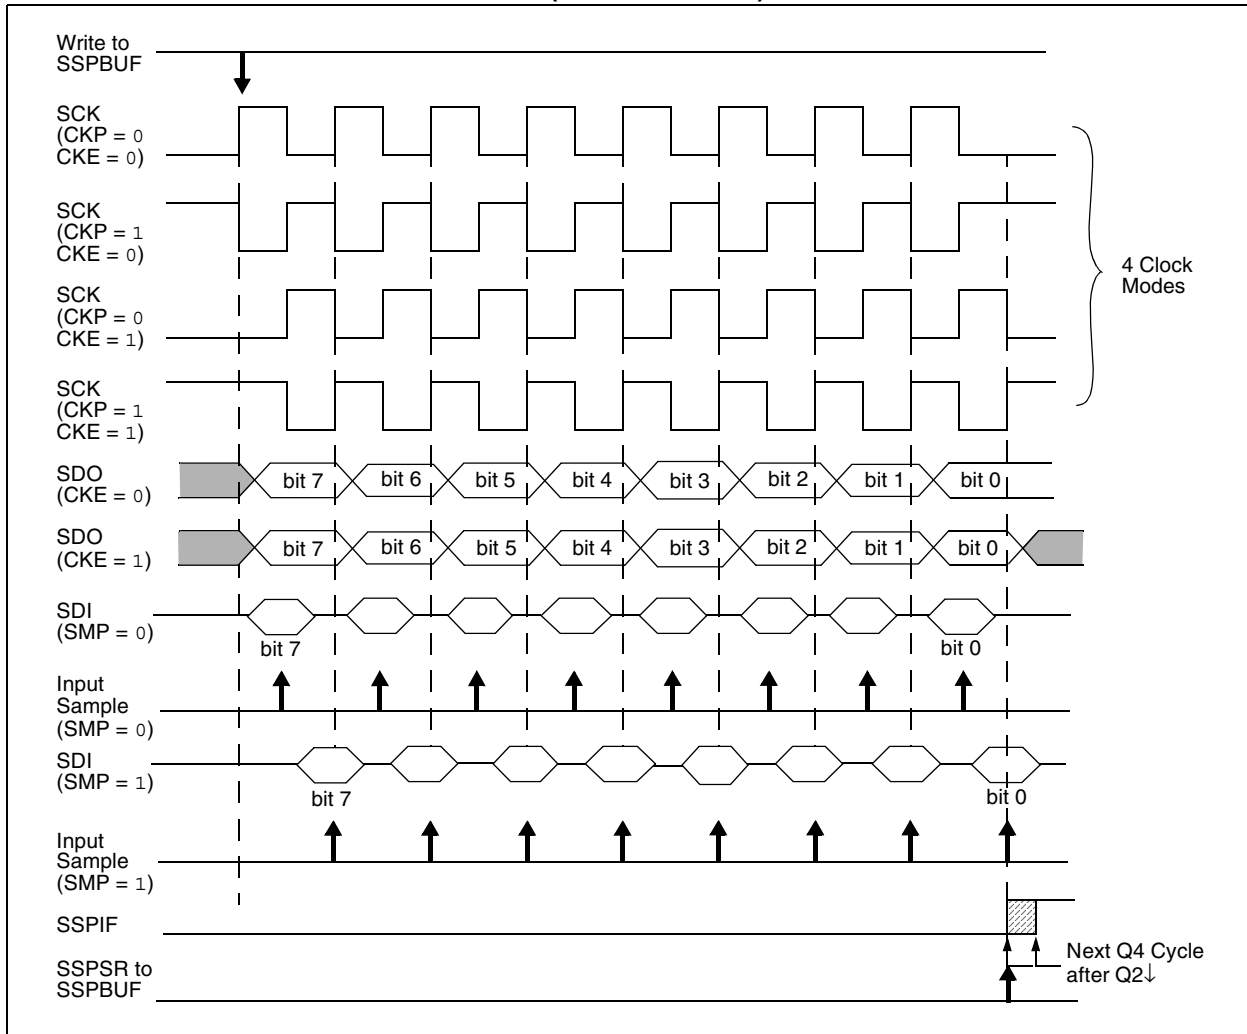 Write to
SSPBUF
SCK
(CKP = 0
CKE = 0)
SCK
(CKP = 1
CKE = 0)
SCK
(CKP = 0
CKE = 1)
SCK
(CKP = 1
CKE = 1)
4 Clock
Modes
SDO
(CKE = 0)
bit 7 bit 6 bit 5 bit 4 bit 3 bit 2 bit 1 bit 0
SDO
(CKE = 1)
bit 7 bit 6 bit 5 bit 4 bit 3 bit 2 bit 1 bit 0
SDI
(SMP = 0)
bit 7 bit 0
Input
Sample
(SMP = 0)
SDI
(SMP = 1)
bit 7 bit 0
Input
Sample
(SMP = 1)
SSPIF
SSPSR to
SSPBUF
Next Q4 Cycle
after Q2↓